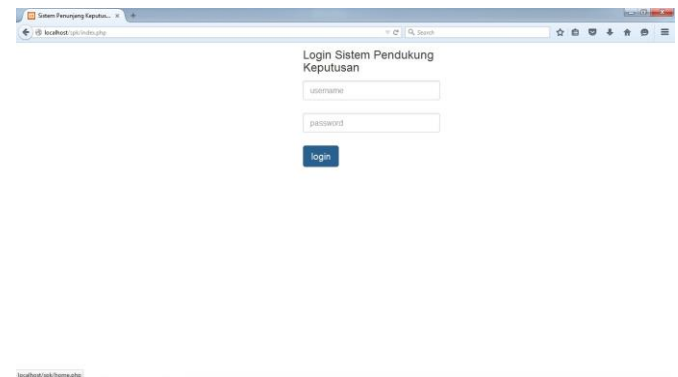 Sistem Penunjang Keputus...
localhost/spk/index.php
Search
Login Sistem Pendukung
Keputusan
username
password
login
localhost/spk/home.php